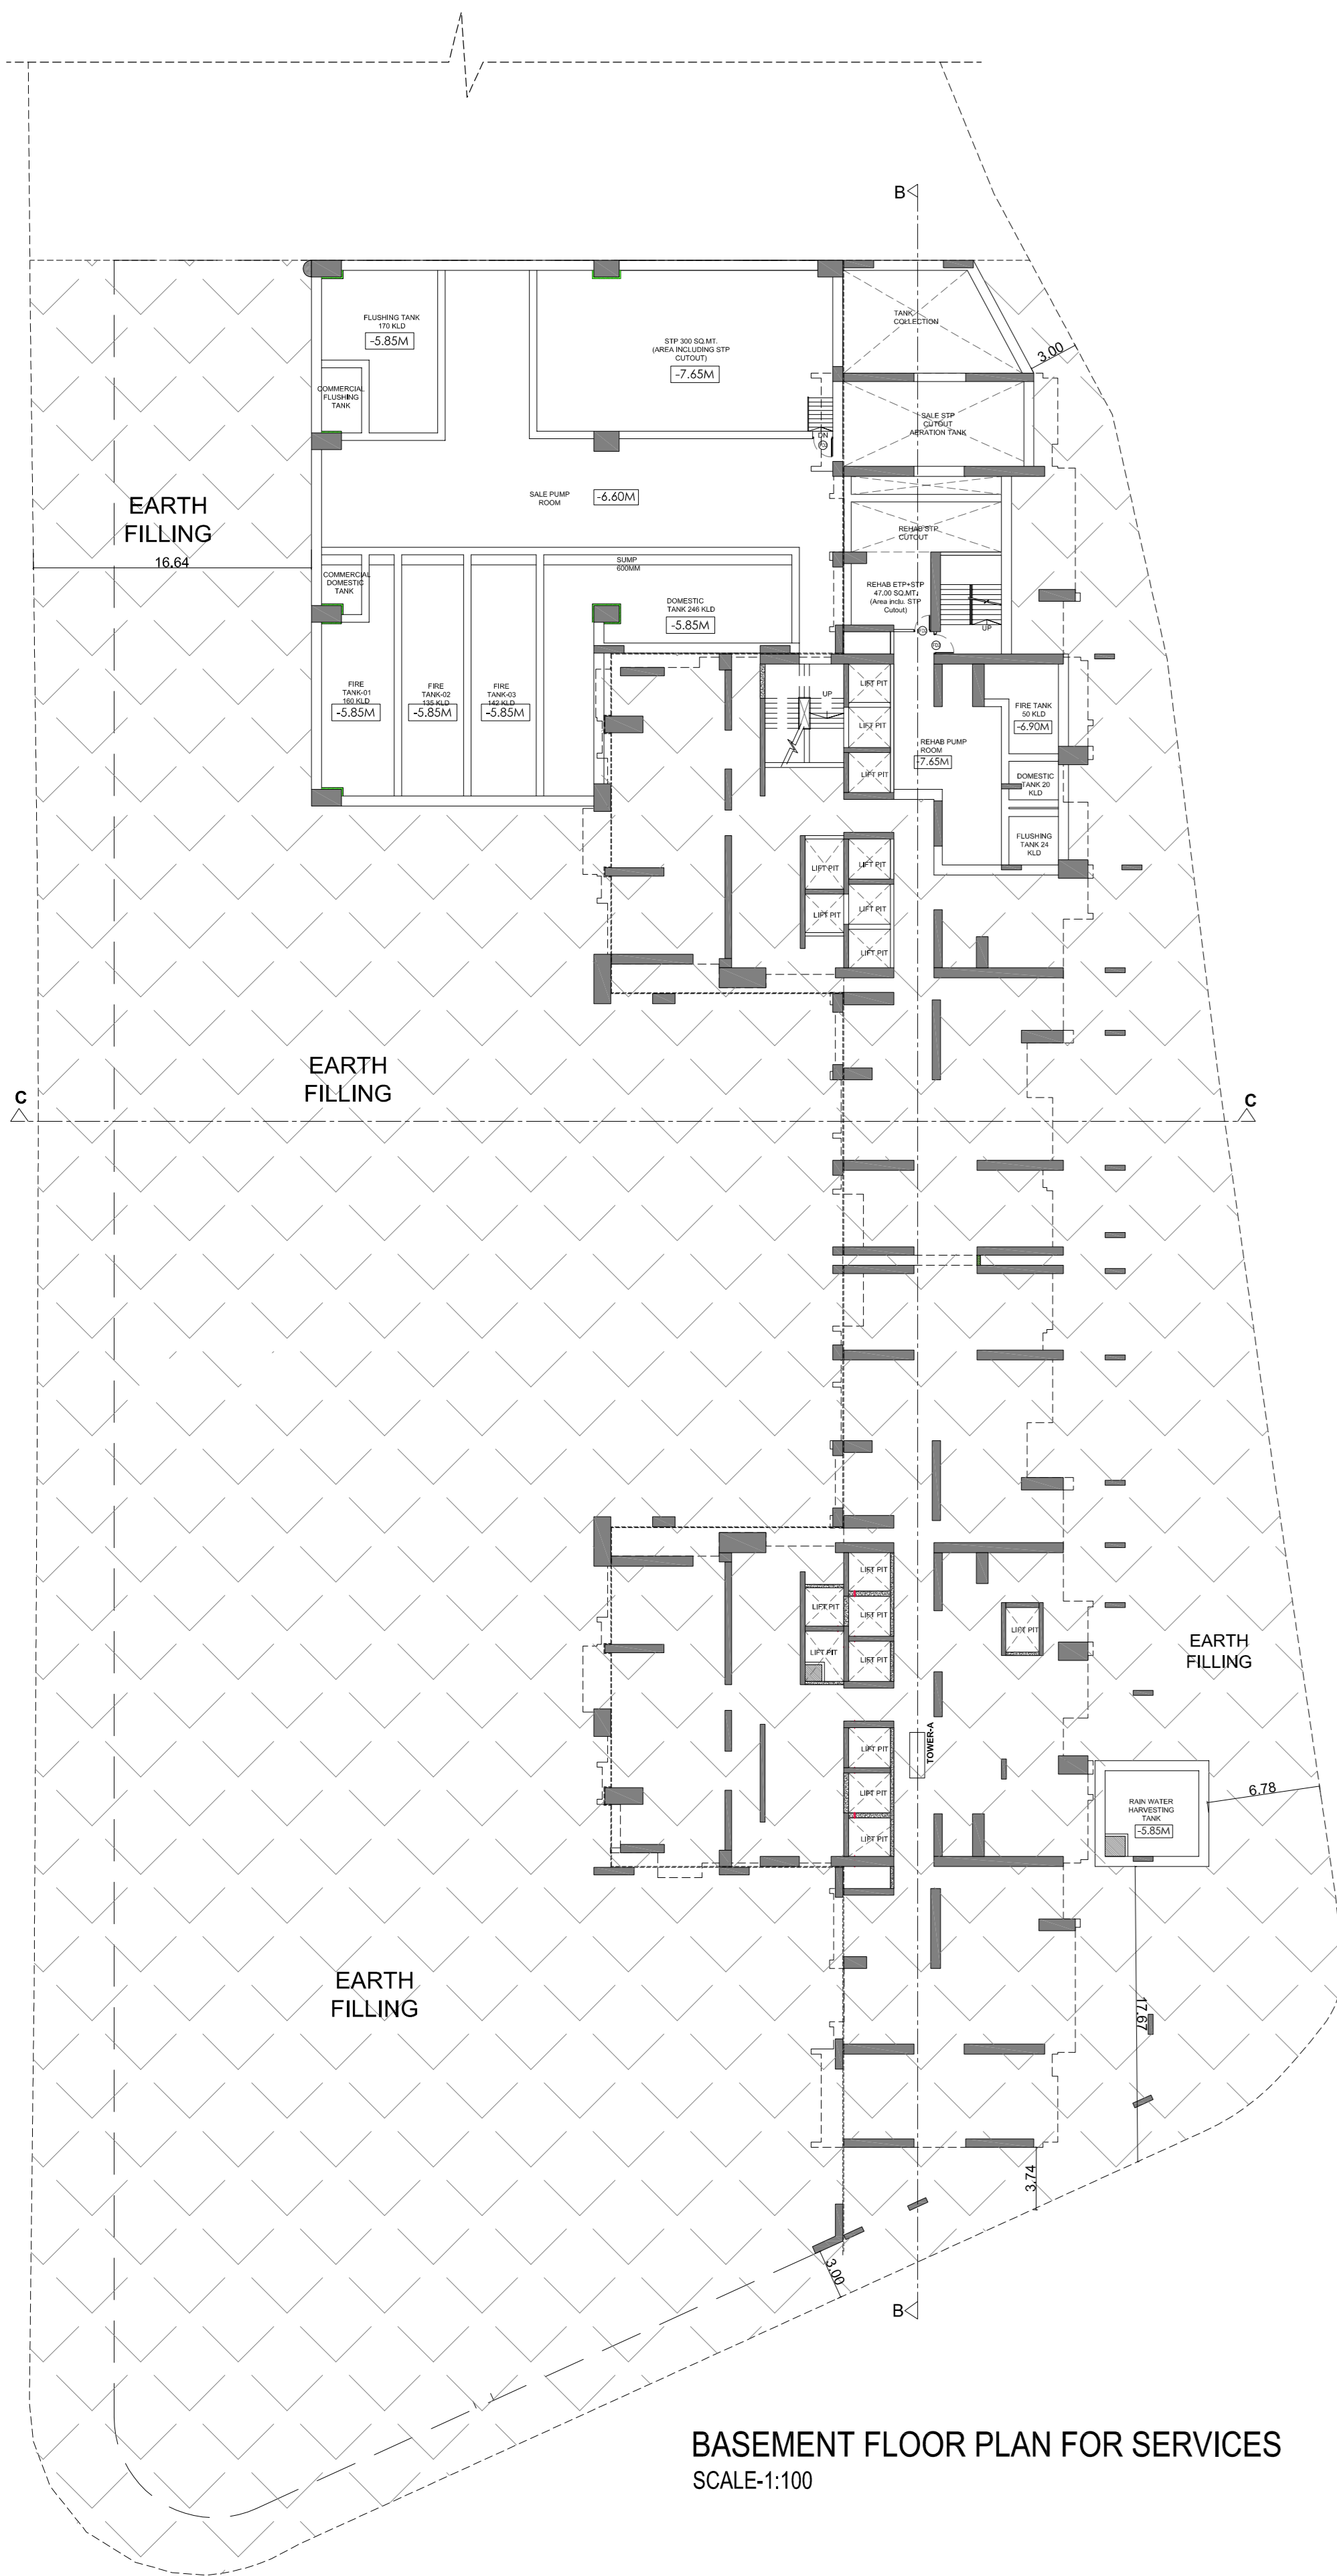 B
FLUSHING TANK
170 KLD
-5.85M
STP 300 SQ.MT.
(AREA INCLUDING STP
CUTOUT)
-7.65M
TANK
COLLECTION
3.00
COMMERCIAL
FLUSHING
TANK
SALE STP
CUTOUT
AERATION TANK
DN
SALE PUMP
ROOM
-6.60M
EARTH
FILLING
16.64
REHAB STP
CUTOUT
SUMP
600MM
COMMERCIAL
DOMESTIC
TANK
REHAB ETP+STP
47.00 SQ.MT.
(Area inclu. STP
Cutout)
DOMESTIC
TANK 246 KLD
-5.85M
UP
FIRE
TANK-01
160 KLD
-5.85M
FIRE
TANK-02
135 KLD
-5.85M
FIRE
TANK-03
142 KLD
-5.85M
UP
LIFT PIT
LIFT PIT
LIFT PIT
FIRE TANK
50 KLD
-6.90M
REHAB PUMP
ROOM
-7.65M
DOMESTIC
TANK 20
KLD
FLUSHING
TANK 24
KLD
LIFT PIT
LIFT PIT
LIFT PIT
LIFT PIT
LIFT PIT
EARTH
FILLING
C
C
LIFT PIT
LIFT PIT
LIFT PIT
LIFT PIT
LIFT PIT
LIFT PIT
EARTH
FILLING
TOWER-A
LIFT PIT
LIFT PIT
LIFT PIT
6.78
RAIN WATER
HARVESTING
TANK
-5.85M
EARTH
FILLING
17.67
3.74
3.00
B
BASEMENT FLOOR PLAN FOR SERVICES
SCALE-1:100